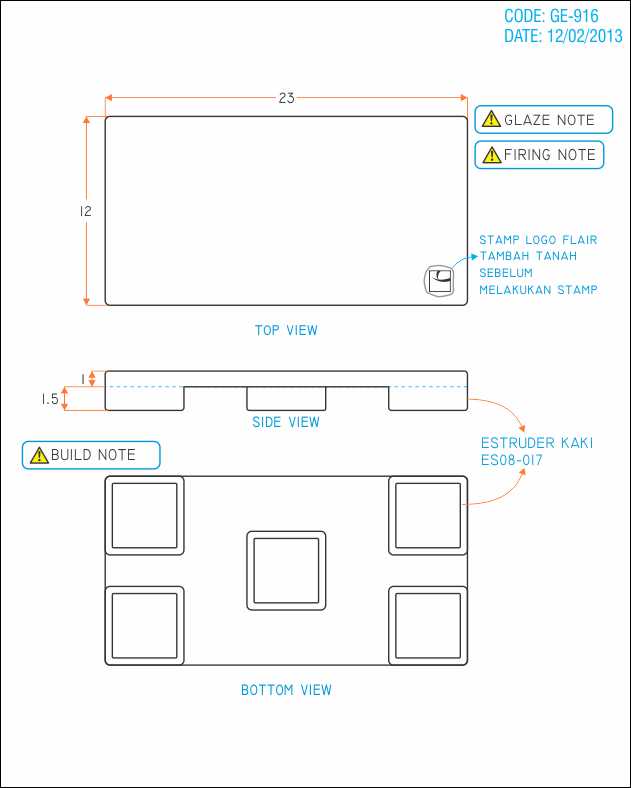 CODE: GE-916
DATE: 12/02/2013
23
GLAZE NOTE
FIRING NOTE
12
STAMP LOGO FLAIR
TAMBAH TANAH
SEBELUM
MELAKUKAN STAMP
TOP VIEW
1
1.5
SIDE VIEW
ESTRUDER KAKI
ES08-017
BUILD NOTE
BOTTOM VIEW